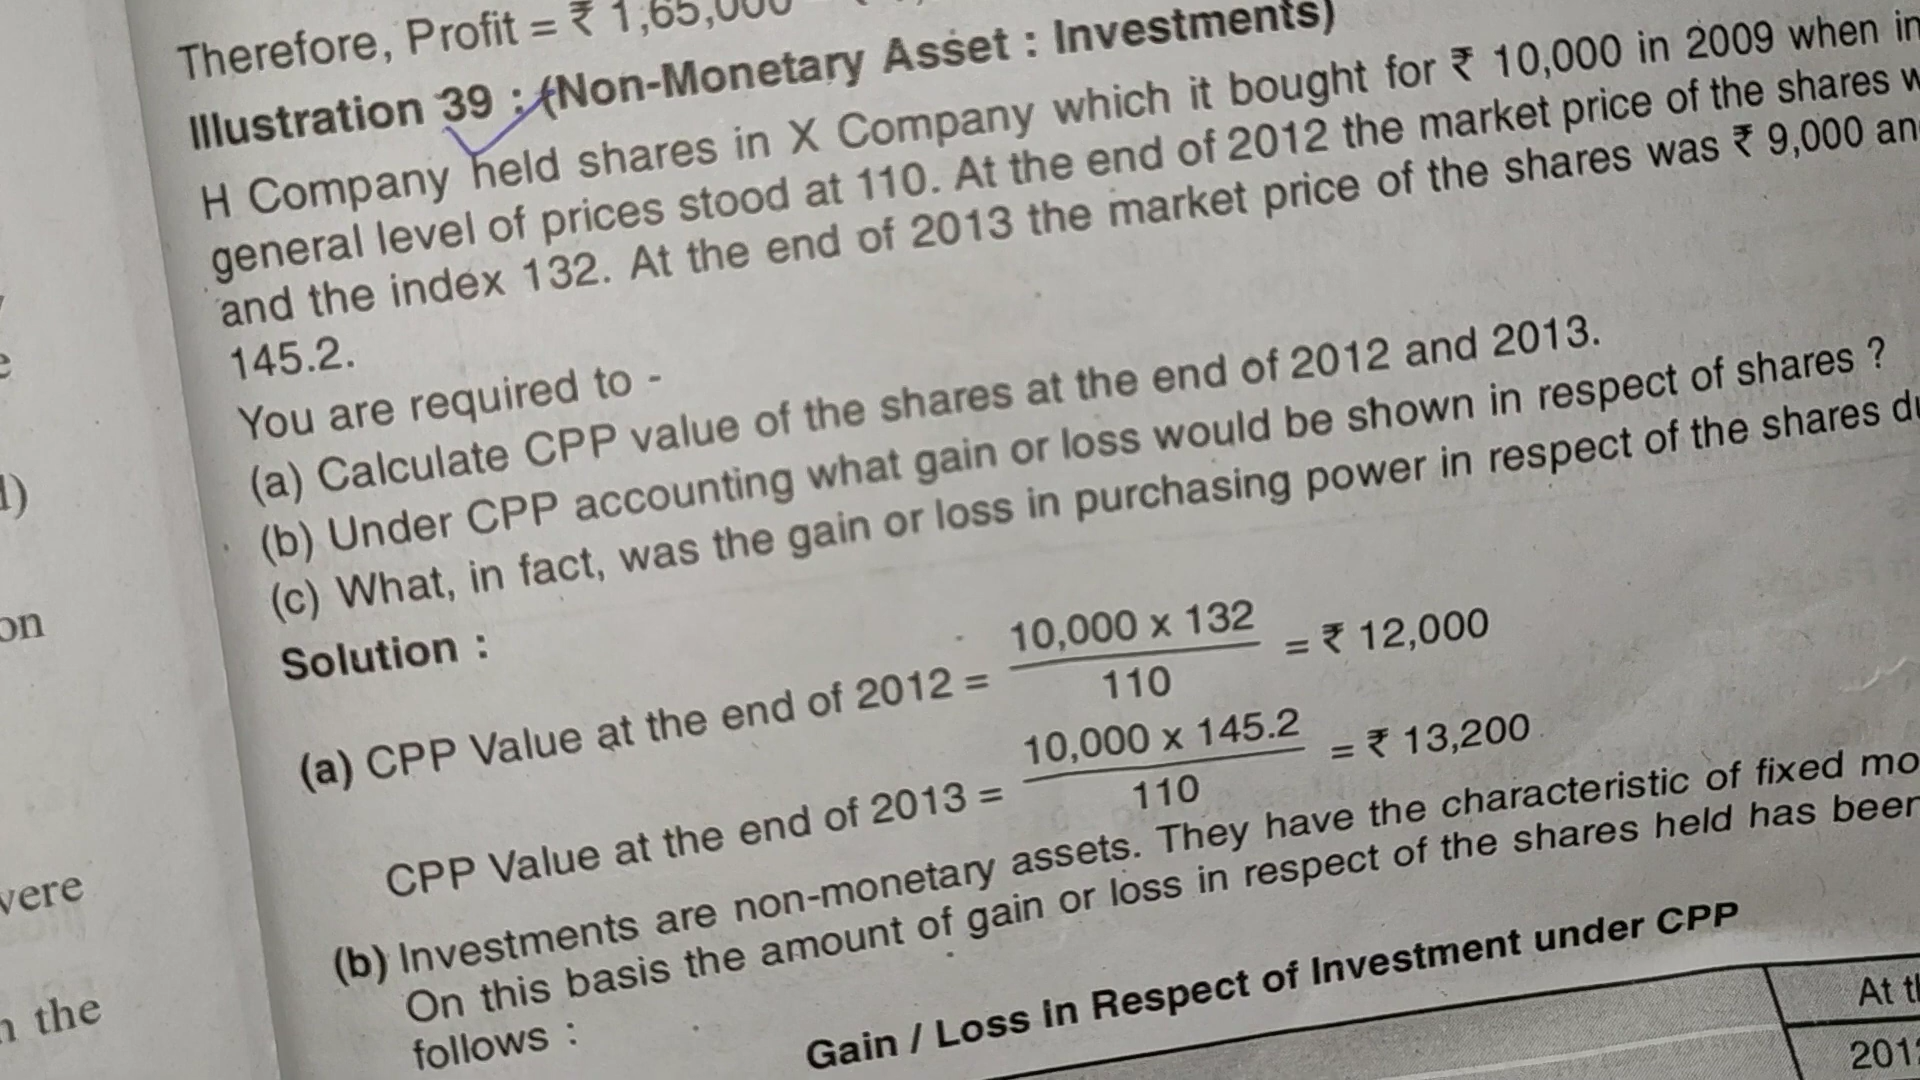 Therefore, Profit = ₹ 1,65,000
Illustration 39 : (Non-Monetary Asset : Investments)
H Company held shares in X Company which it bought for ₹ 10,000 in 2009 when
general level of prices stood at 110. At the end of 2012 the market price of the shares
and the index 132. At the end of 2013 the market price of the shares was ₹ 9,000
145.2.
You are required to -
(a) Calculate CPP value of the shares at the end of 2012 and 2013.
(b) Under CPP accounting what gain or loss would be shown in respect of shares ?
(c) What, in fact, was the gain or loss in purchasing power in respect of the shares
Solution :
(a) CPP Value at the end of 2012 = 10,000 x 132 / 110 = ₹ 12,000
CPP Value at the end of 2013 = 10,000 x 145.2 / 110 = ₹ 13,200
(b) Investments are non-monetary assets. They have the characteristic of fixed
On this basis the amount of gain or loss in respect of the shares held has been
follows :
Gain / Loss in Respect of Investment under CPP
At
on
were
the